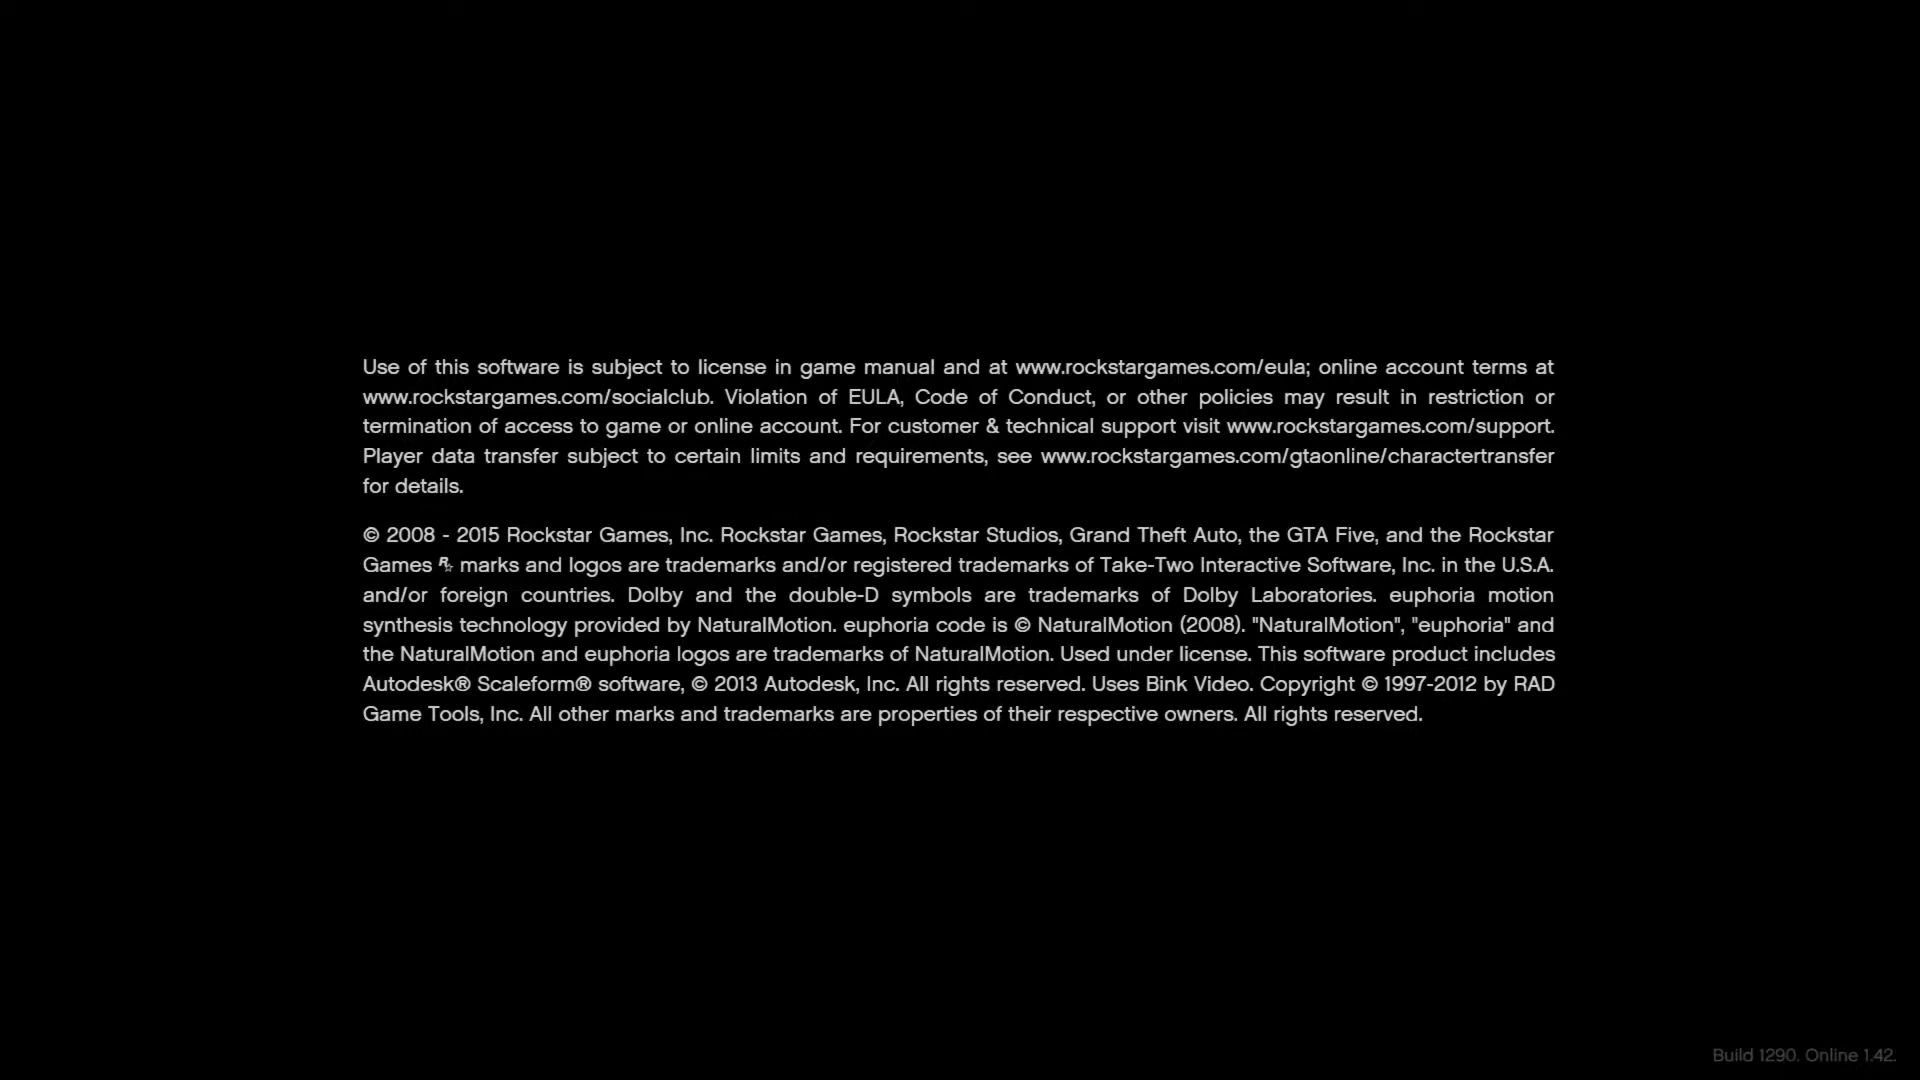 Use of this software is subject to license in game manual and at www.rockstargames.com/eula; online account terms at
www.rockstargames.com/socialclub. Violation of EULA, Code of Conduct, or other policies may result in restriction or
termination of access to game or online account. For customer & technical support visit www.rockstargames.com/support.
Player data transfer subject to certain limits and requirements, see www.rockstargames.com/gtaonline/charactertransfer
for details.
© 2008 - 2015 Rockstar Games, Inc. Rockstar Games, Rockstar Studios, Grand Theft Auto, the GTA Five, and the Rockstar
Games R* marks and logos are trademarks and/or registered trademarks of Take-Two Interactive Software, Inc. in the U.S.A.
and/or foreign countries. Dolby and the double-D symbols are trademarks of Dolby Laboratories. euphoria motion
synthesis technology provided by NaturalMotion. euphoria code is © NaturalMotion (2008). "NaturalMotion", "euphoria" and
the NaturalMotion and euphoria logos are trademarks of NaturalMotion. Used under license. This software product includes
Autodesk® Scaleform® software, © 2013 Autodesk, Inc. All rights reserved. Uses Bink Video. Copyright © 1997-2012 by RAD
Game Tools, Inc. All other marks and trademarks are properties of their respective owners. All rights reserved.
Build 1290. Online 1.42.